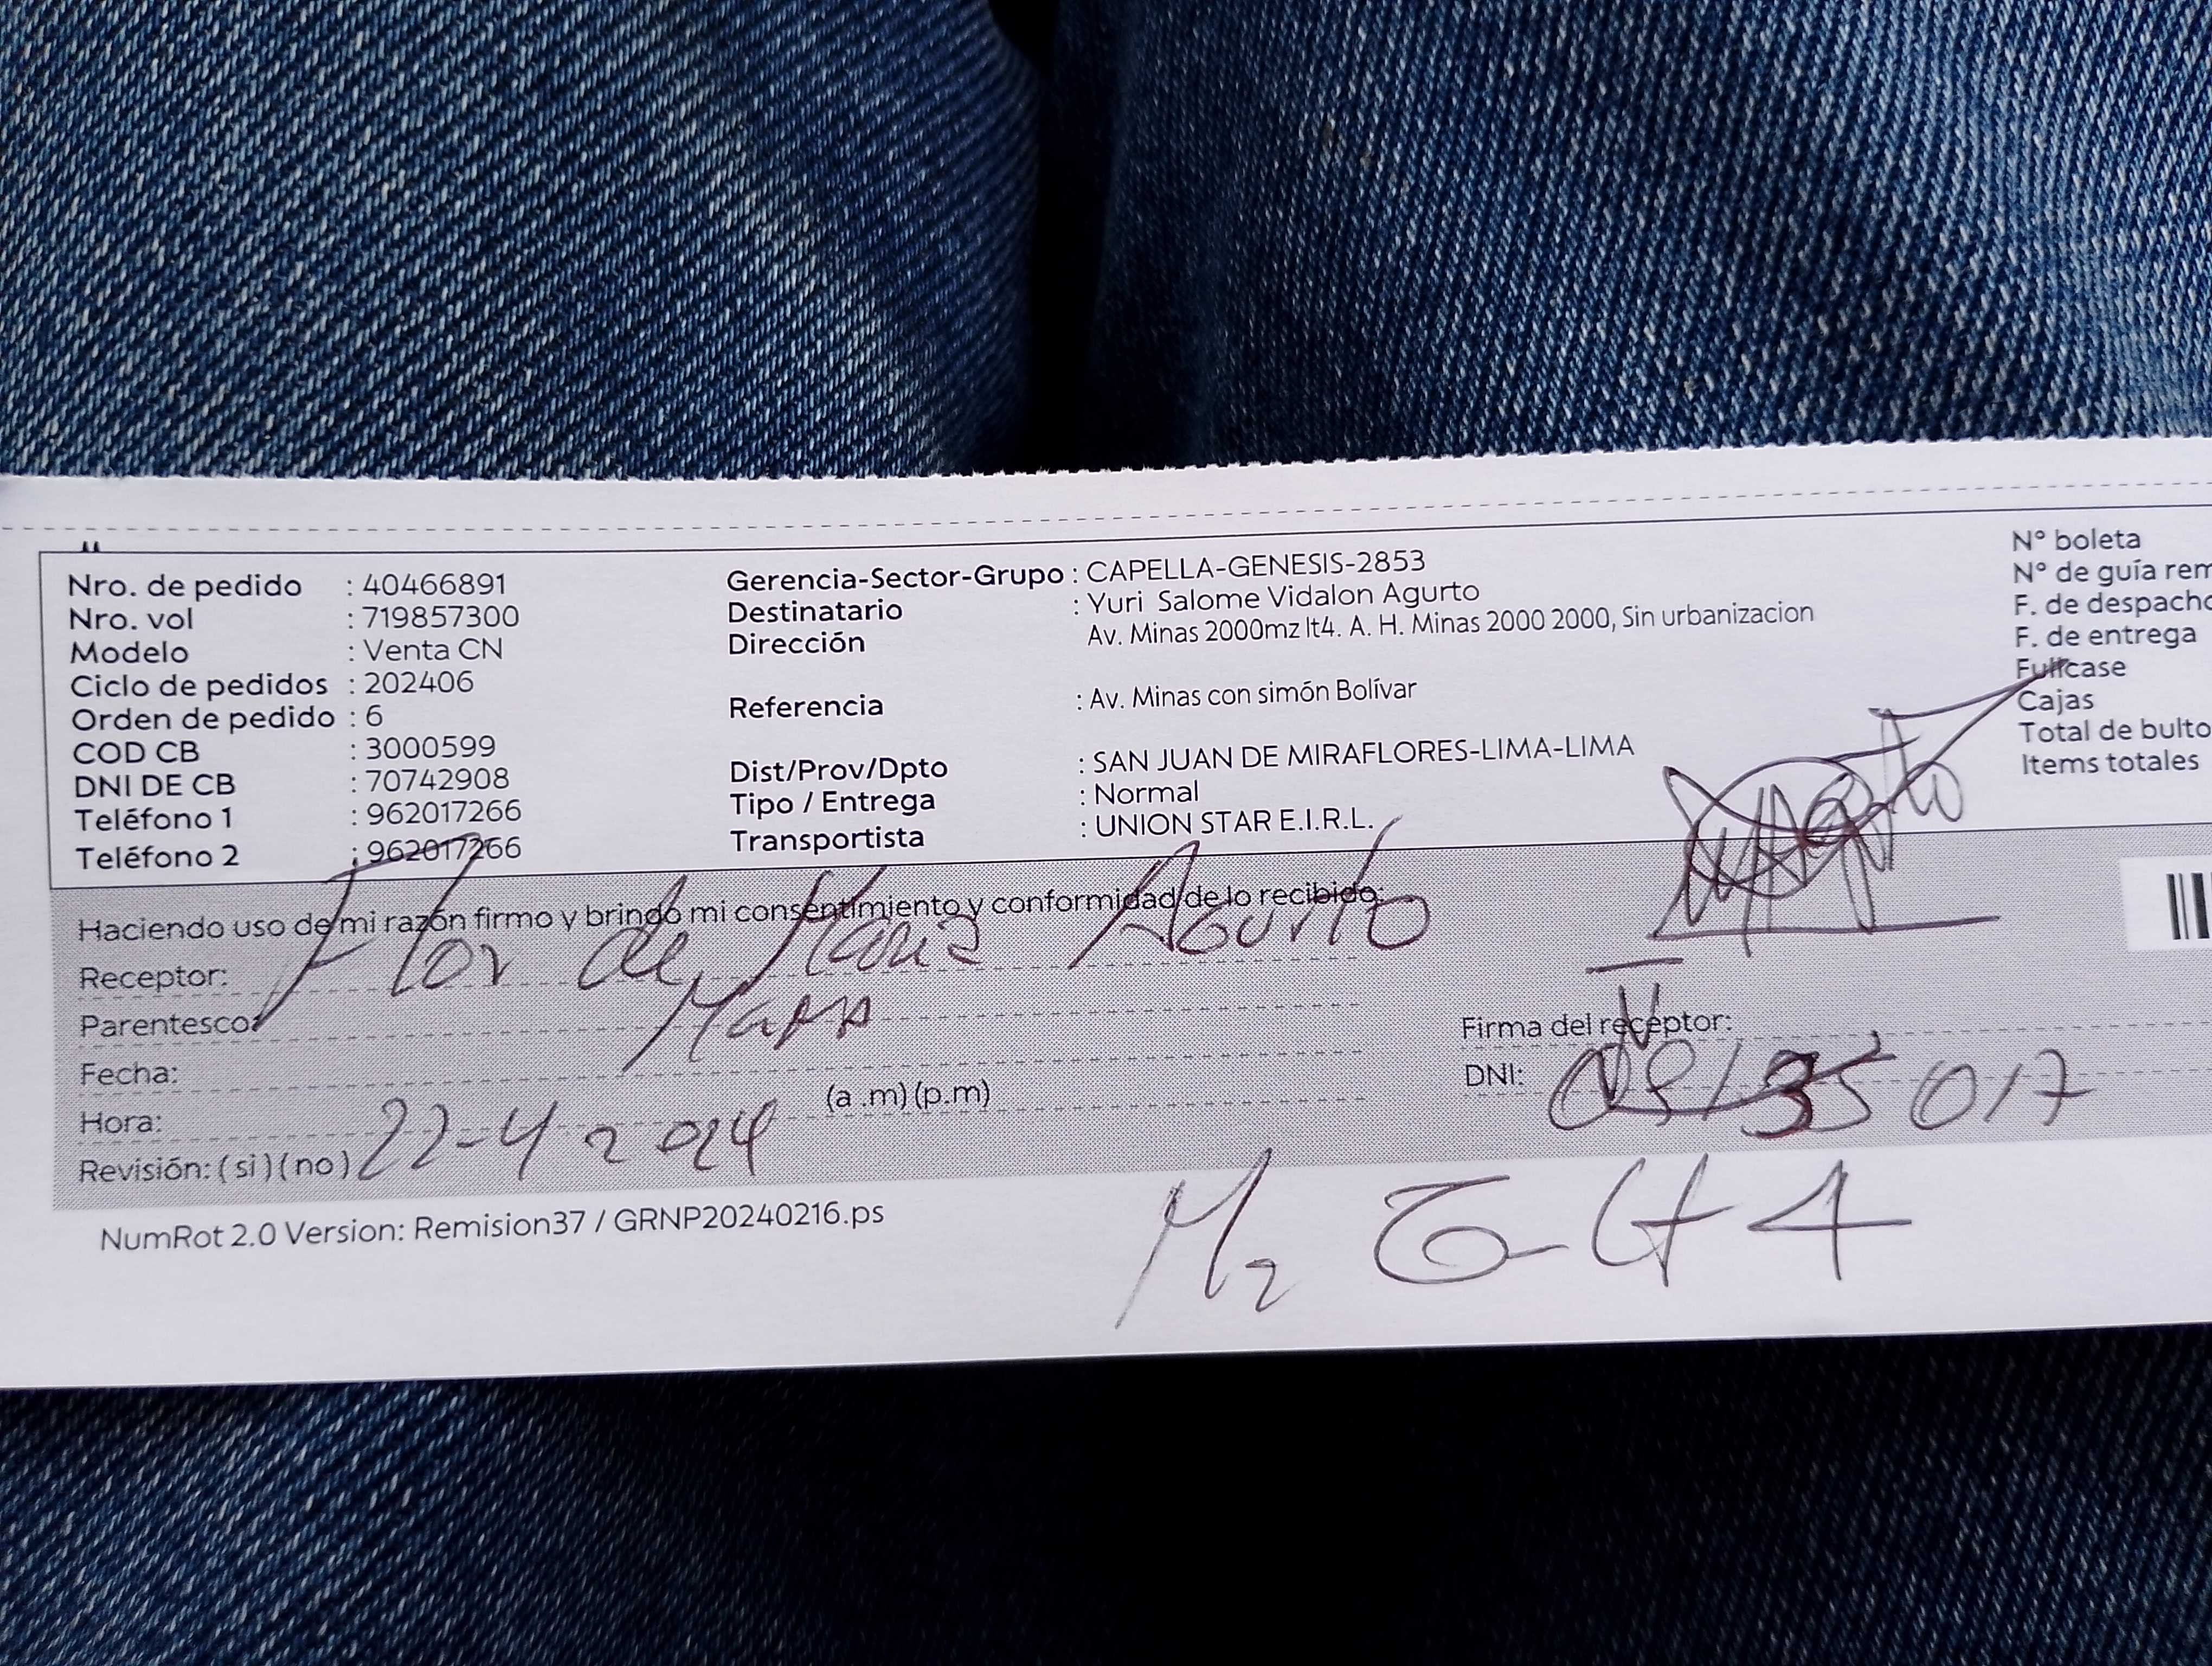 Nro. de pedido : 40466891
Nro. vol : 719857300
Modelo : Venta CN
Ciclo de pedidos : 202406
Orden de pedido : 6
COD CB : 3000599
DNI DE CB : 70742908
Teléfono 1 : 962017266
Teléfono 2 : 962017266
Gerencia-Sector-Grupo : CAPELLA-GENESIS-2853
Destinatario : Yuri Salome Vidalon Agurto
Dirección Av. Minas 2000mz lt4. A. H. Minas 2000 2000, Sin urbanizacion
Referencia : Av. Minas con simón Bolívar
Dist/Prov/Dpto : SAN JUAN DE MIRAFLORES-LIMA-LIMA
Tipo / Entrega : Normal
Transportista : UNION STAR E.I.R.L.
N° boleta
N° de guía rem
F. de despacho
F. de entrega
Fullcase
Cajas
Total de bulto
Items totales
Haciendo uso de mi razón firmo y brindo mi consentimiento y conformidad de lo recibido:
Receptor: Flor de Maria Agurto
Parentesco: Mama
Fecha:
Hora: (a .m) (p.m)
22-4 2024
Revisión: (si) (no)
Firma del receptor:
DNI:
NumRot 2.0 Version: Remision37 / GRNP20240216.ps
Mz G Lt 4